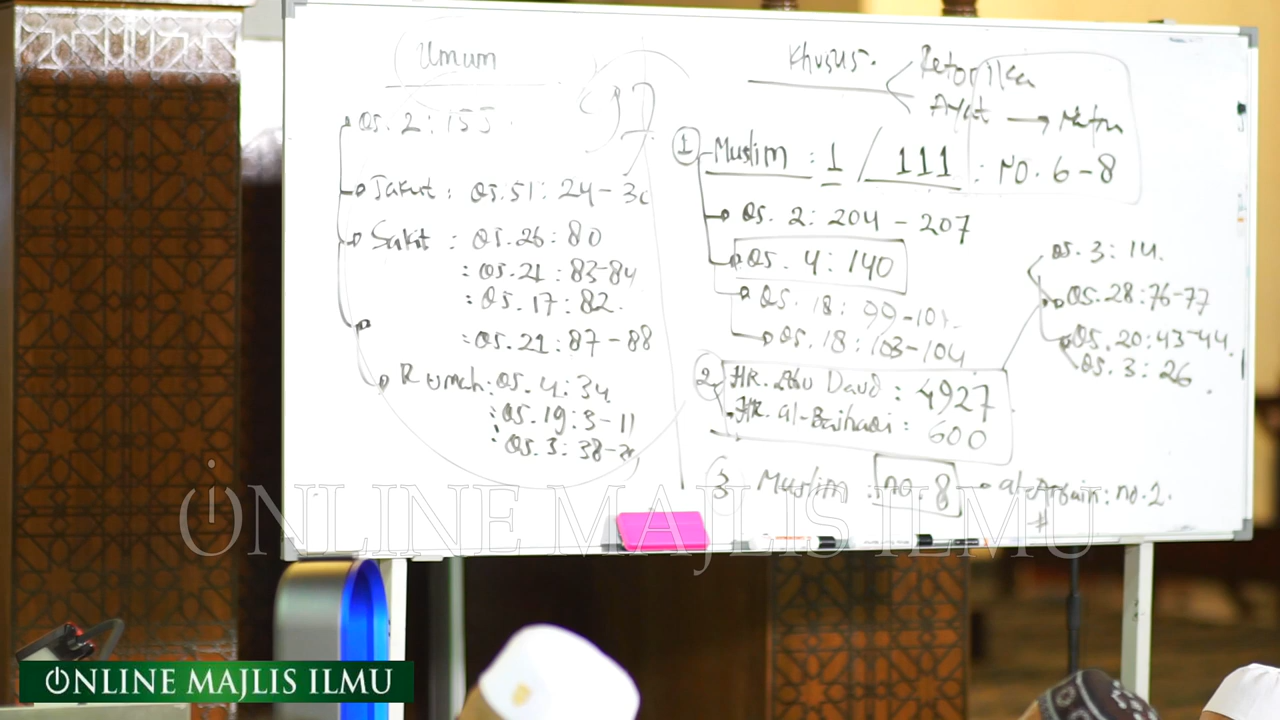 Umum
97
Qs. 2 : 155
Qs. 51 : 24 - 30
Sakit : Qs. 26 : 80
: Qs. 21 : 83-84
: Qs. 17 : 82.
: Qs. 21 : 87 - 88
Rumah : Qs. 4 : 34
: Qs. 19 : 3 - 11
: Qs. 3 : 38-
Khusus.
Retorika
Ayat →
1 Muslim : 1 / 111 : no. 6 - 8
Qs. 2 : 204 - 207
Qs. 4 : 140
Qs. 18 : 99 - 101.
Qs. 18 : 103 - 104
2 HR. Abu Daud : 4927
HR. al-Baihaqi : 600
Qs. 3 : 14.
Qs. 28 : 76-77
Qs. 20 : 43-44.
Qs. 3 : 26.
3 Muslim : no. 8 → al-Arbain : no. 2.
ONLINE MAJLIS ILMU
ONLINE MAJLIS ILMU